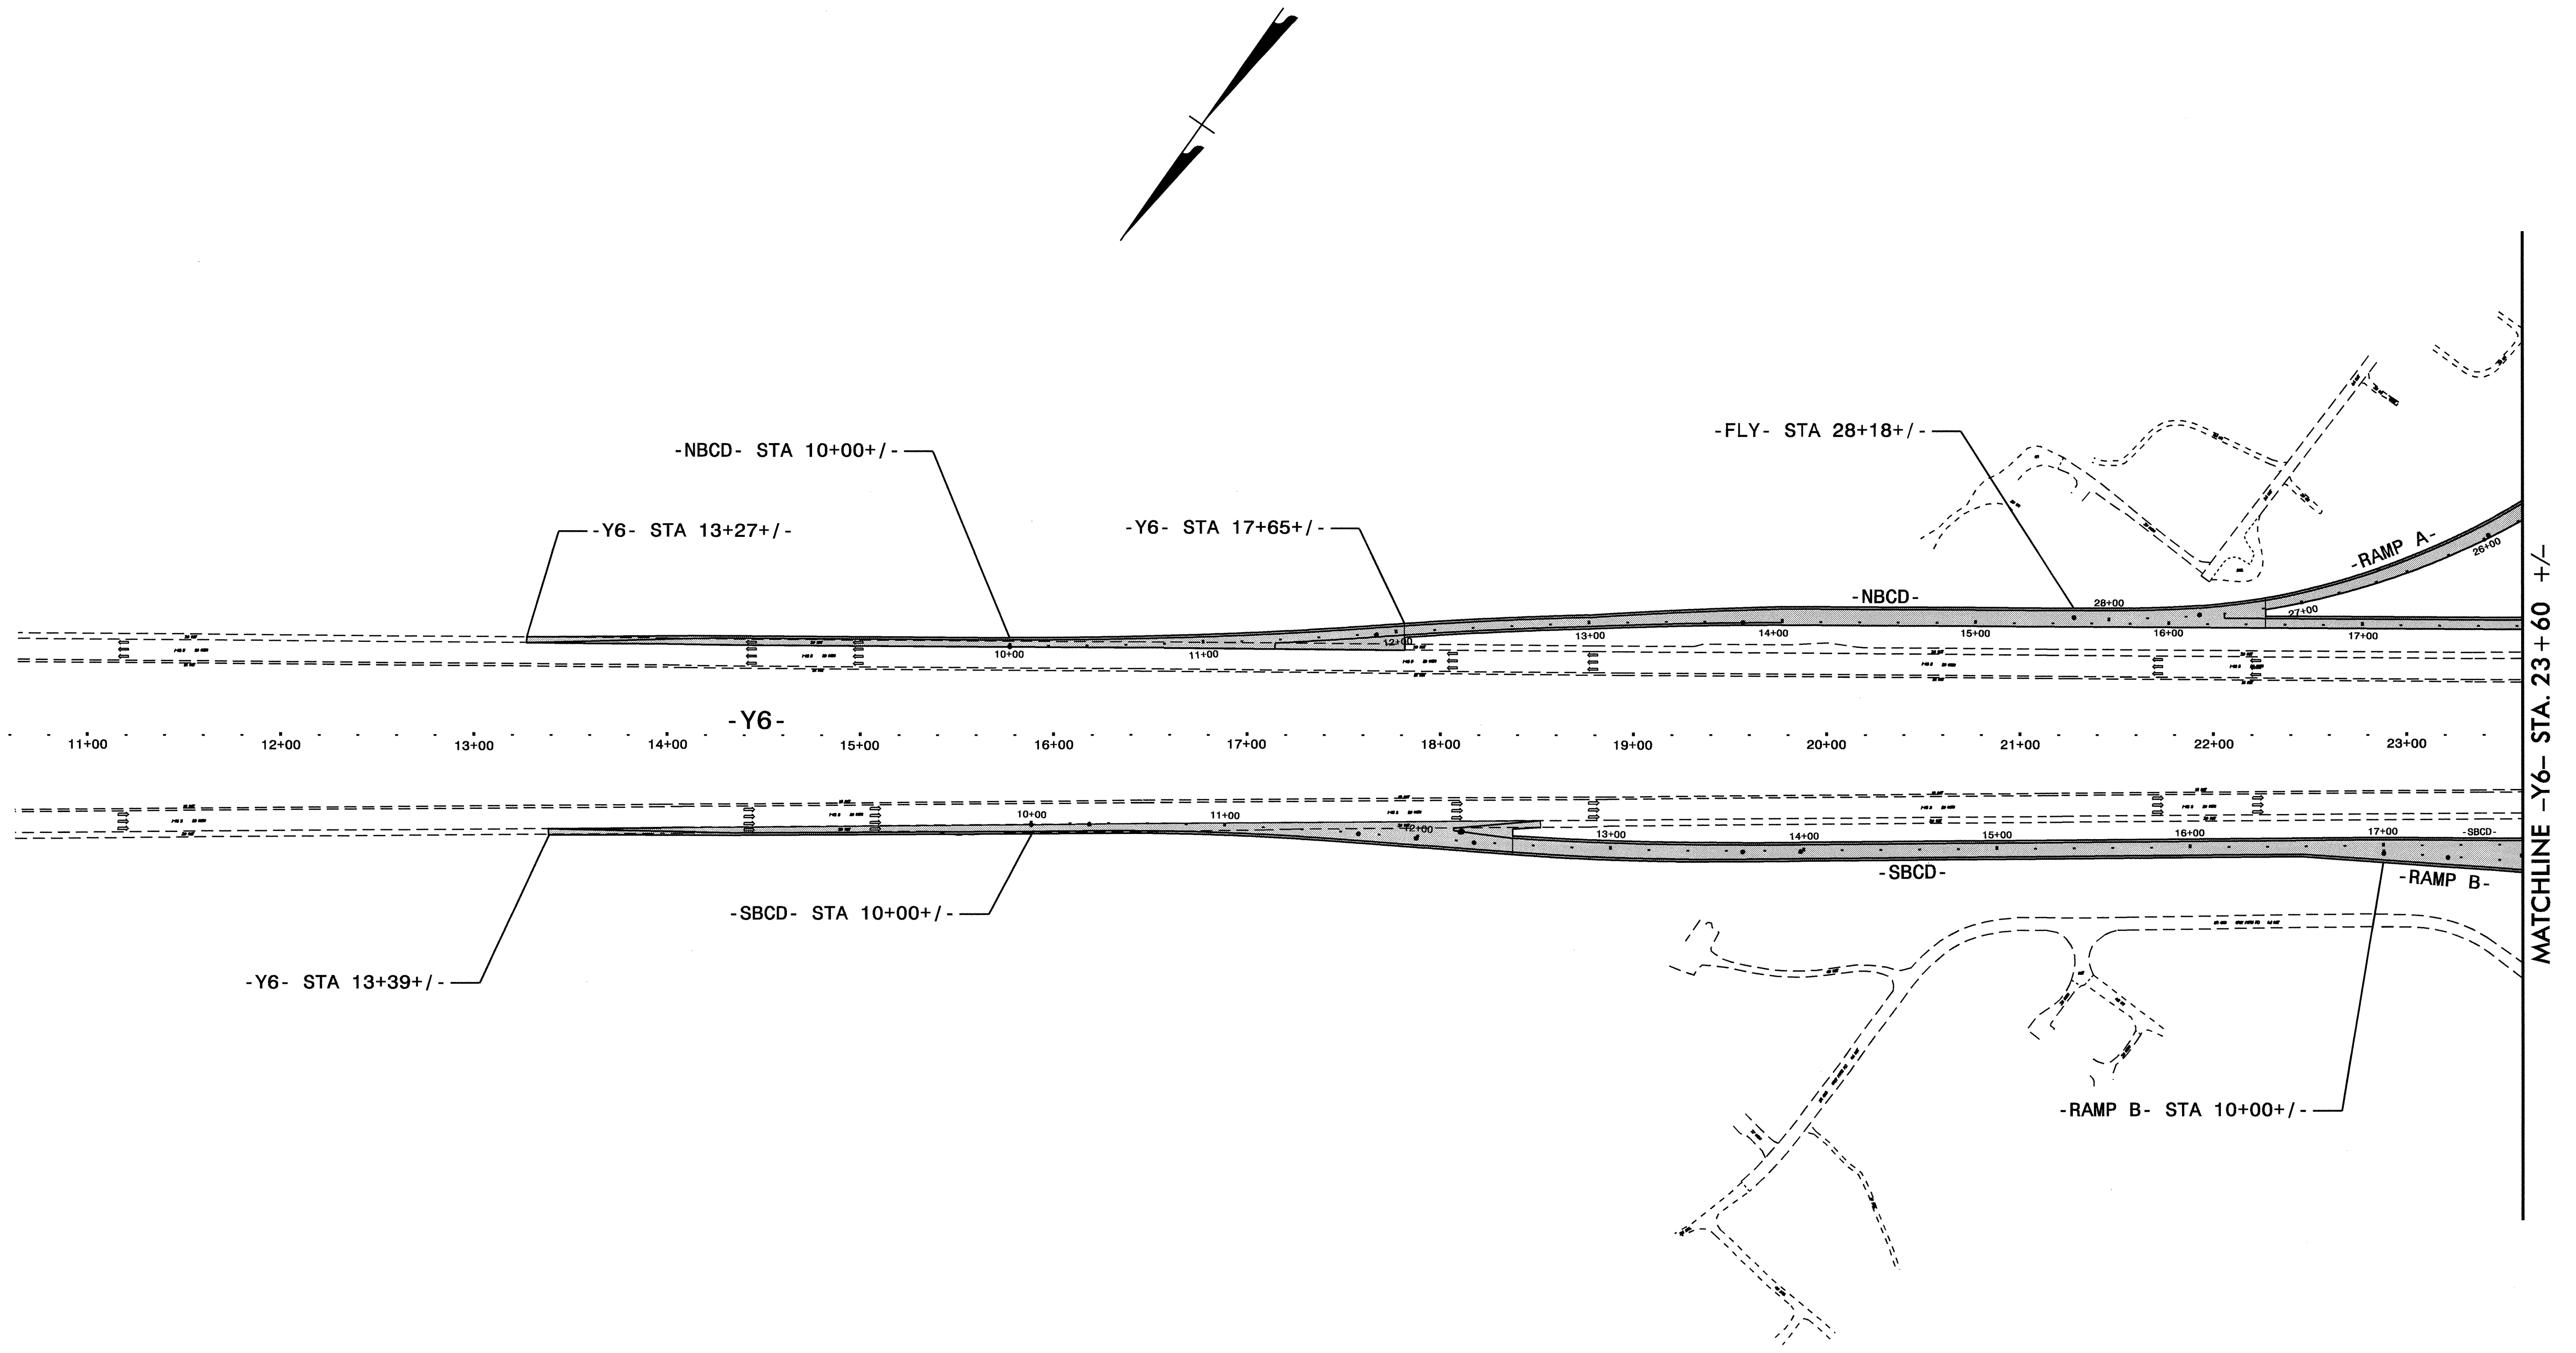 -FLY- STA 28+18+/-
-NBCD- STA 10+00+/-
-Y6- STA 13+27+/-
-Y6- STA 17+65+/-
-RAMP A-
26+00
-NBCD-
28+00
27+00
10+00
11+00
12+00
13+00
14+00
15+00
16+00
17+00
-Y6-
11+00
12+00
13+00
14+00
15+00
16+00
17+00
18+00
19+00
20+00
21+00
22+00
23+00
MATCHLINE -Y6- STA. 23+60 +/-
10+00
11+00
12+00
13+00
14+00
15+00
16+00
17+00
-SBCD-
-SBCD-
-RAMP B-
-SBCD- STA 10+00+/-
-Y6- STA 13+39+/-
-RAMP B- STA 10+00+/-